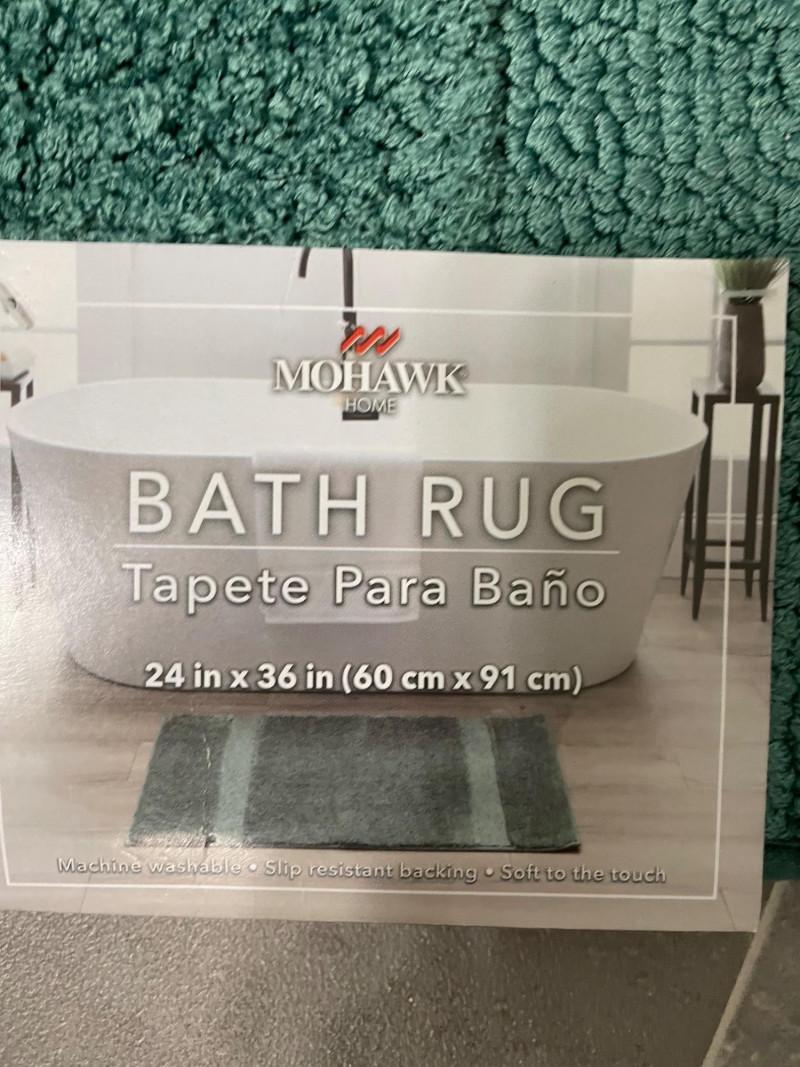 MOHAWK
HOME
BATH RUG
Tapete Para Baño
24 in x 36 in (60 cm x 91 cm)
Machine washable • Slip resistant backing • Soft to the touch